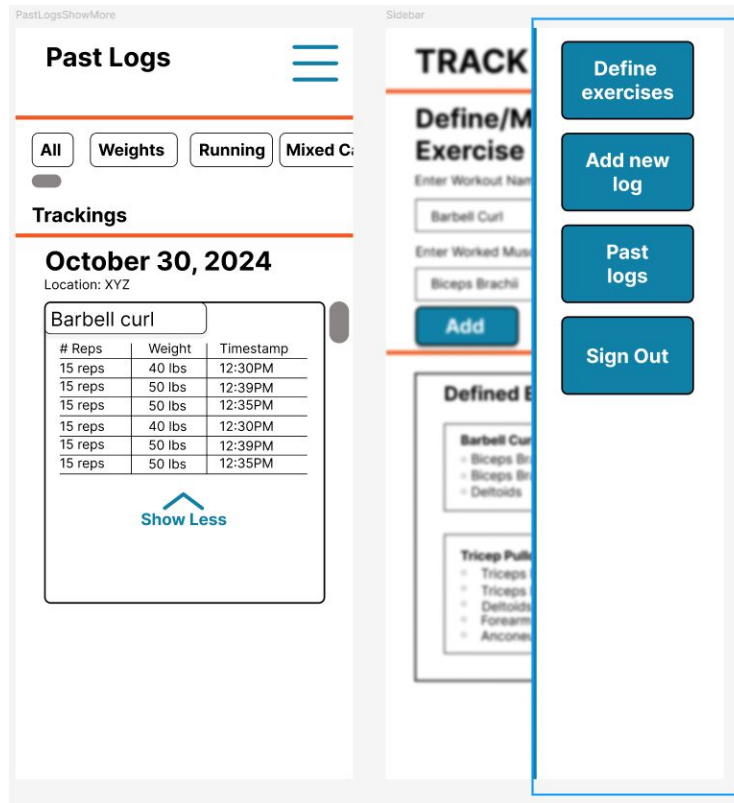 PastLogsShowMore
Past Logs
All Weights Running Mixed Ca
Trackings
October 30, 2024
Location: XYZ
Barbell curl
# Reps Weight Timestamp
15 reps 40 lbs 12:30PM
15 reps 50 lbs 12:39PM
15 reps 50 lbs 12:35PM
15 reps 40 lbs 12:30PM
15 reps 50 lbs 12:39PM
15 reps 50 lbs 12:35PM
Show Less
Sidebar
TRACK
Define/M
Exercise
Enter Workout Nam
Barbell Curl
Enter Worked Musc
Biceps Brachii
Add
Defined E
Barbell Cur
Biceps Br
Biceps Br
Deltoids
Tricep Pull
Triceps
Triceps
Deltoids
Forearm
Anconeu
Define
exercises
Add new
log
Past
logs
Sign Out